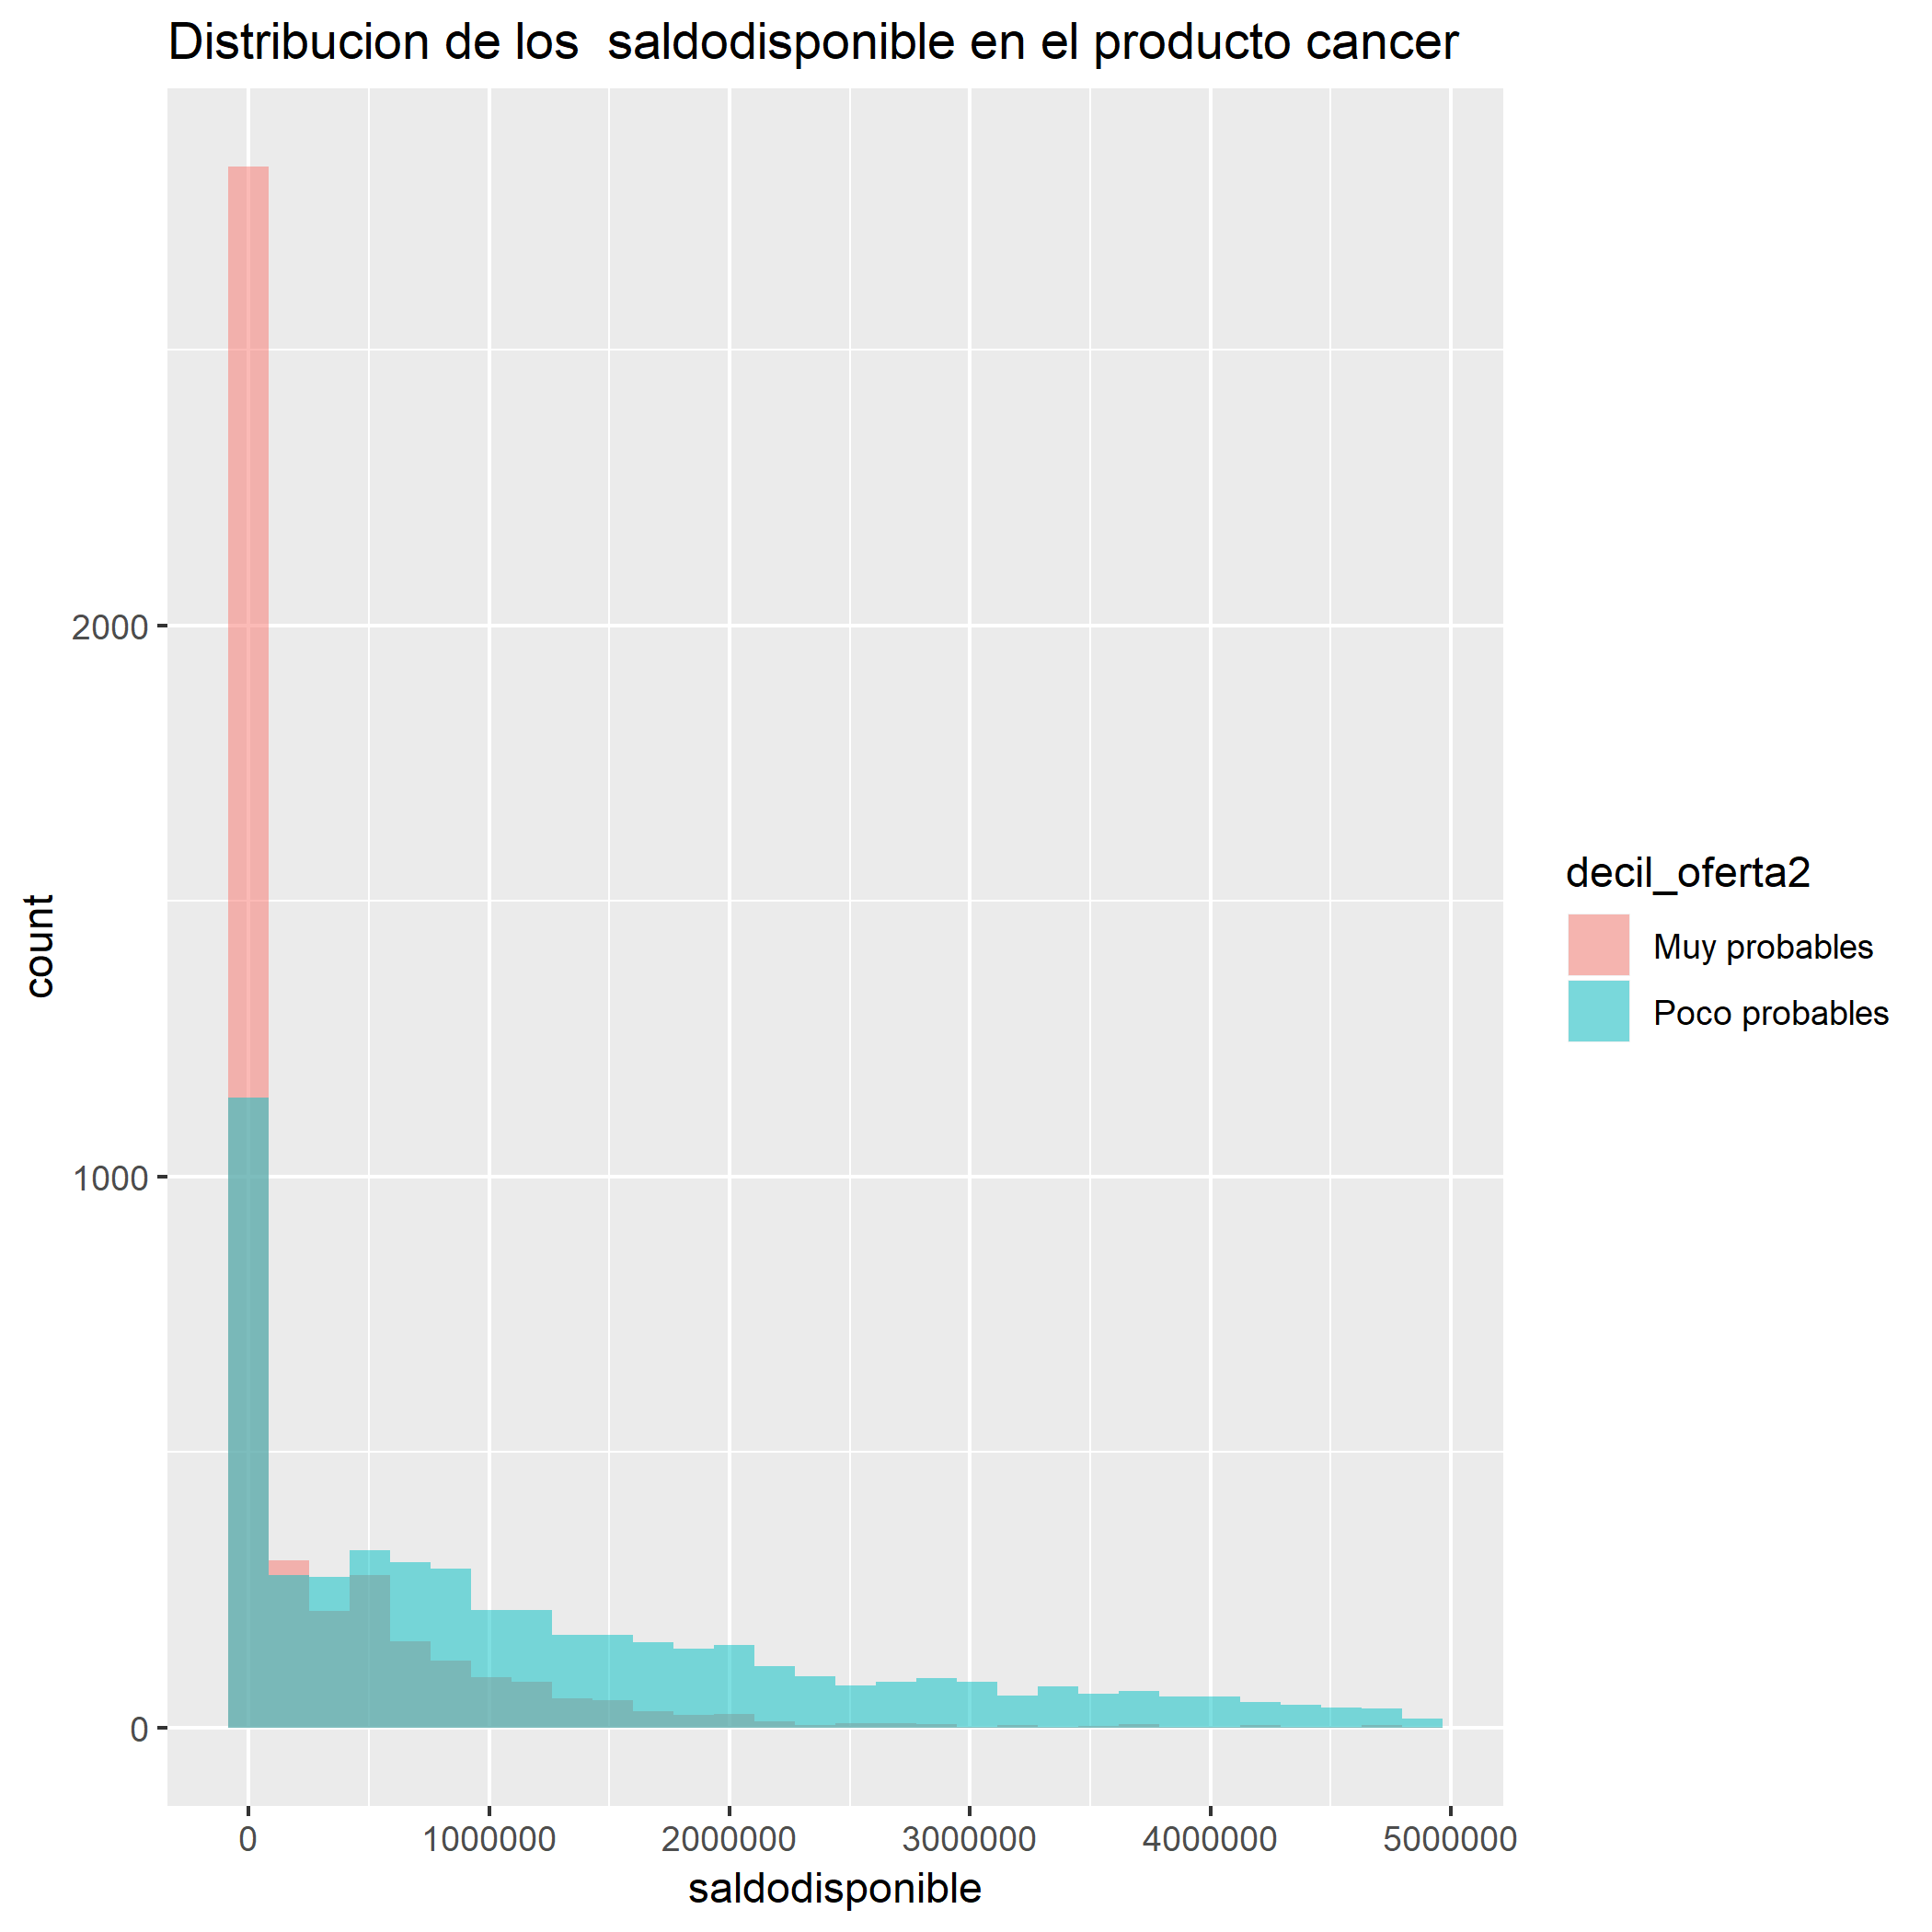 Distribucion de los  saldodisponible en el producto cancer
count
2000
1000
0
0 1000000 2000000 3000000 4000000 5000000
saldodisponible
decil_oferta2
Muy probables
Poco probables